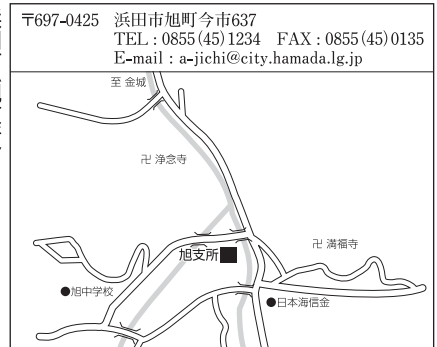 〒697-0425 浜田市旭町今市637
TEL : 0855(45)1234 FAX : 0855(45)0135
E-mail : a-jichi@city.hamada.lg.jp
至 金城
卍 浄念寺
旭支所
卍 満福寺
●旭中学校
●日本海信金